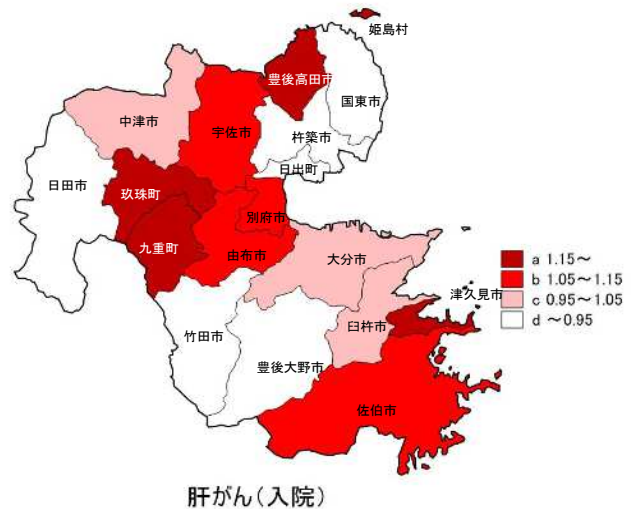 姫島村
豊後高田市
国東市
中津市
宇佐市
杵築市
日出町
日田市
玖珠町
別府市
九重町
由布市
大分市
a 1.15～
b 1.05～1.15
c 0.95～1.05
d ～0.95
津久見市
臼杵市
竹田市
豊後大野市
佐伯市
肝がん(入院)